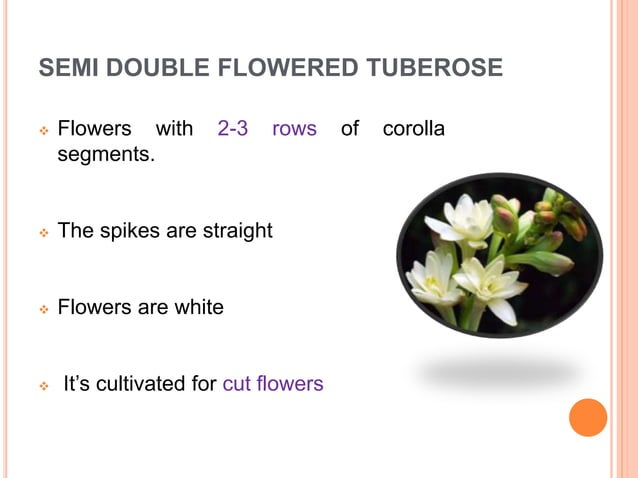 SEMI DOUBLE FLOWERED TUBEROSE
❖ Flowers with 2-3 rows of corolla
segments.
❖ The spikes are straight
❖ Flowers are white
❖ It’s cultivated for cut flowers